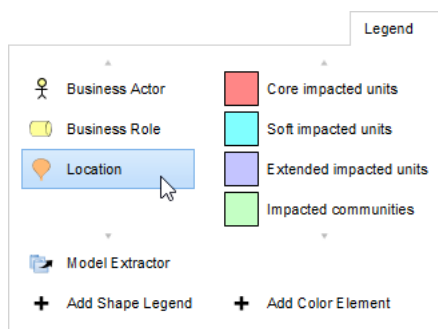 Legend
Business Actor
Core impacted units
Business Role
Soft impacted units
Location
Extended impacted units
Impacted communities
Model Extractor
Add Shape Legend
Add Color Element